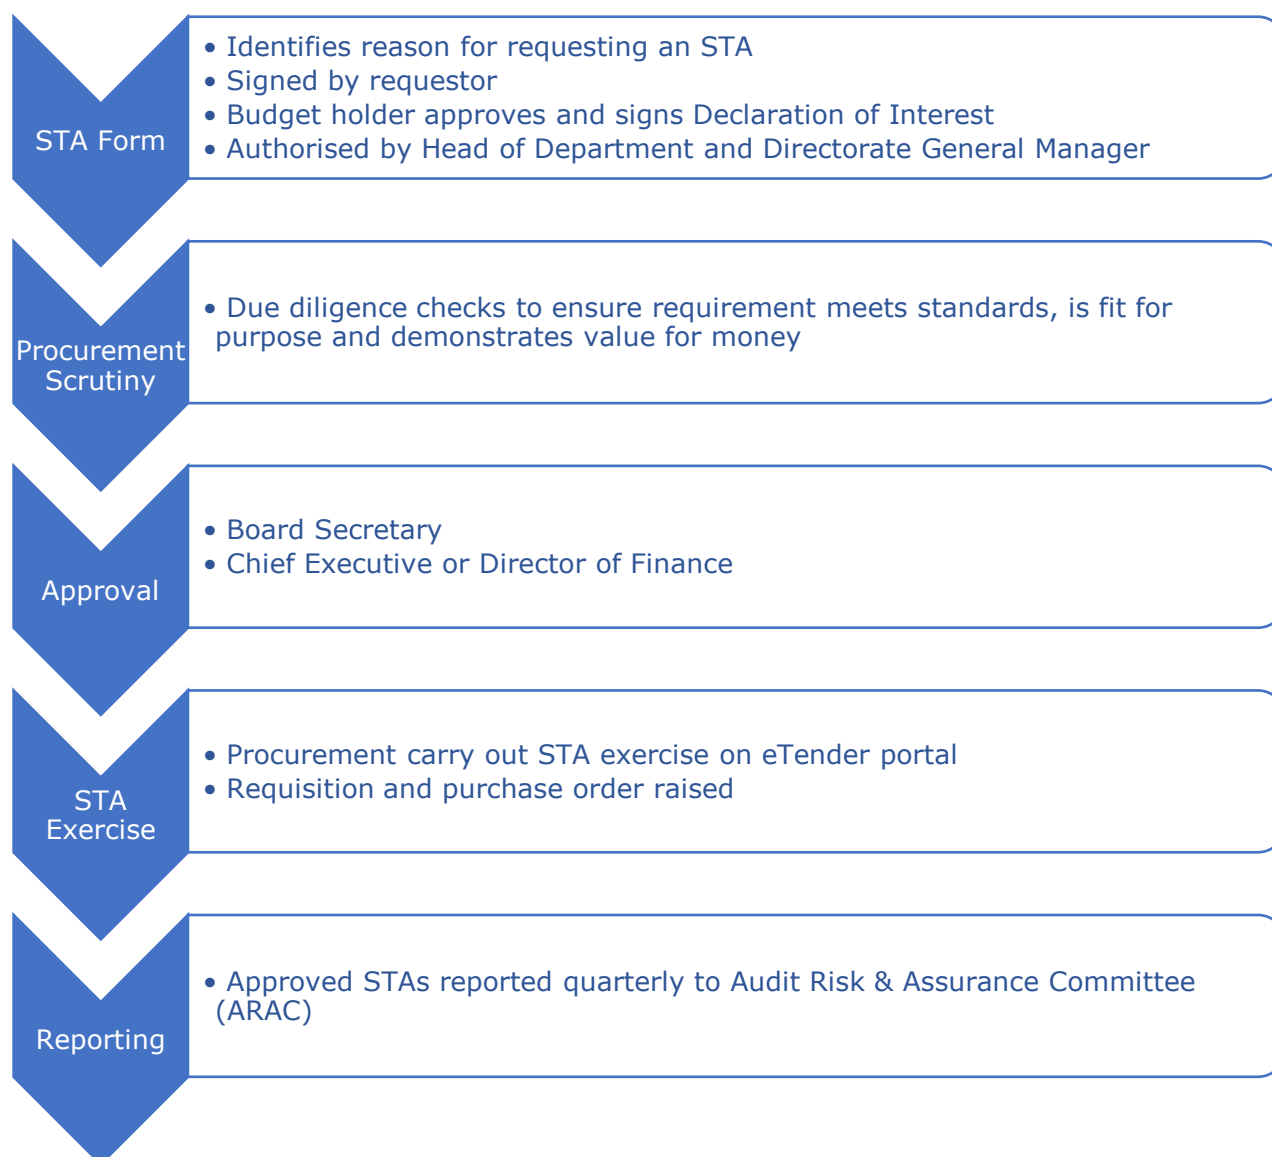 STA Form
• Identifies reason for requesting an STA
• Signed by requestor
• Budget holder approves and signs Declaration of Interest
• Authorised by Head of Department and Directorate General Manager
Procurement
Scrutiny
• Due diligence checks to ensure requirement meets standards, is fit for
purpose and demonstrates value for money
Approval
• Board Secretary
• Chief Executive or Director of Finance
STA
Exercise
• Procurement carry out STA exercise on eTender portal
• Requisition and purchase order raised
Reporting
• Approved STAs reported quarterly to Audit Risk & Assurance Committee
(ARAC)